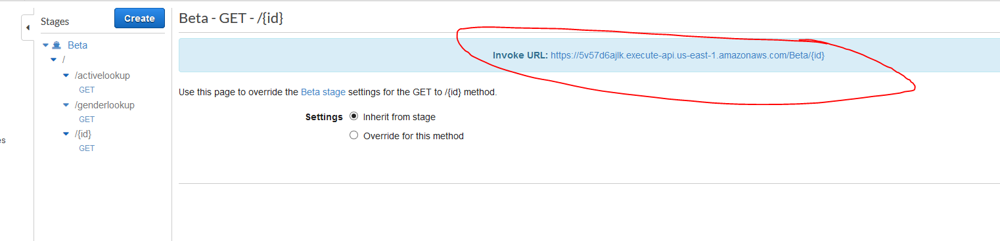 Stages
Create
Beta
/
/activelookup
GET
/genderlookup
GET
/{id}
GET
es
Beta - GET - /{id}
Invoke URL: https://5v57d6ajlk.execute-api.us-east-1.amazonaws.com/Beta/{id}
Use this page to override the Beta stage settings for the GET to /{id} method.
Settings
Inherit from stage
Override for this method